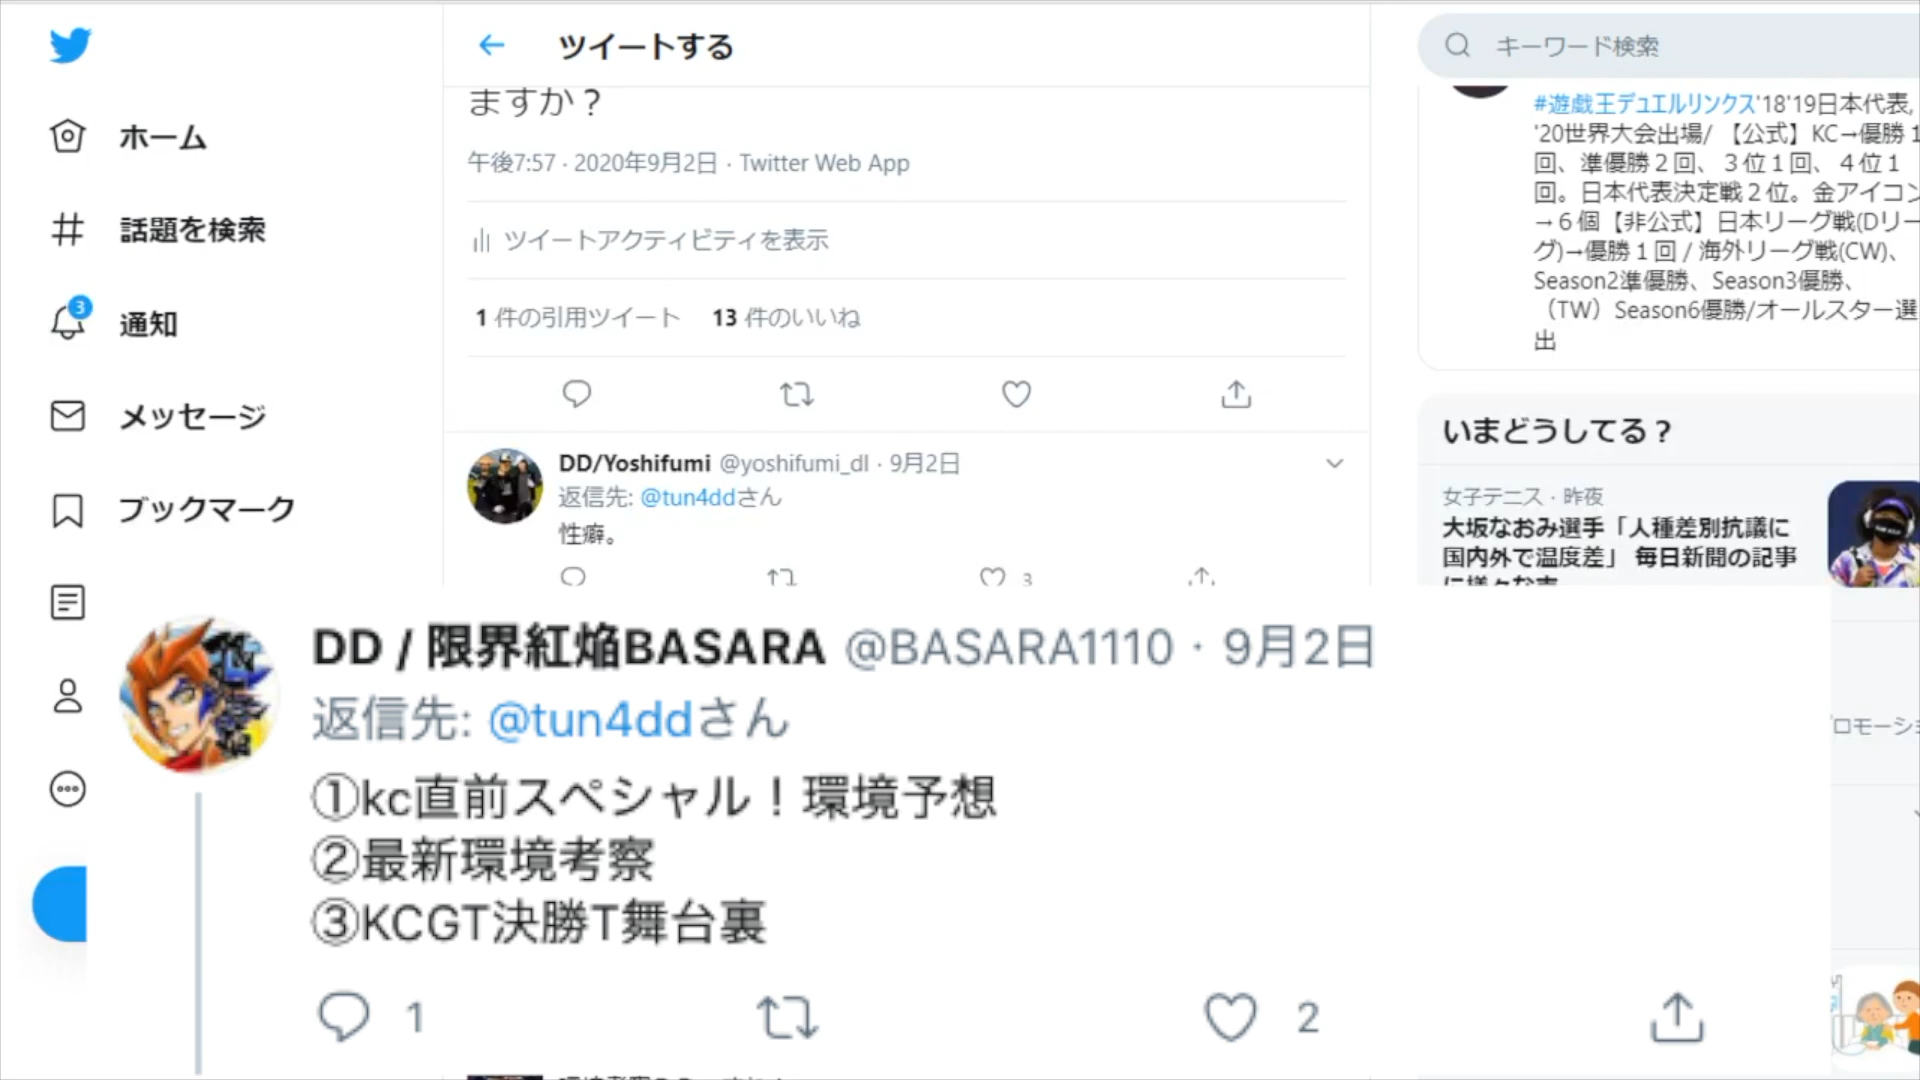 ツイートする
ますか？
午後7:57 · 2020年9月2日 · Twitter Web App
ツイートアクティビティを表示
1 件の引用ツイート 13 件のいいね
DD/Yoshifumi @yoshifumi_dl · 9月2日
返信先: @tun4ddさん
性癖。
3
ホーム
話題を検索
3
通知
メッセージ
ブックマーク
キーワード検索
#遊戯王デュエルリンクス'18'19日本代表,
'20世界大会出場/ 【公式】KC→優勝１
回、準優勝２回、３位１回、４位１
回。日本代表決定戦２位。金アイコン
→６個【非公式】日本リーグ戦(Dリー
グ)→優勝１回 / 海外リーグ戦(CW)、
Season2準優勝、Season3優勝、
（TW）Season6優勝/オールスター選
出
いまどうしてる？
女子テニス · 昨夜
大坂なおみ選手「人種差別抗議に
国内外で温度差」 毎日新聞の記事
に様々な声
DD / 限界紅焔BASARA @BASARA1110 · 9月2日
返信先: @tun4ddさん
①kc直前スペシャル！環境予想
②最新環境考察
③KCGT決勝T舞台裏
1 2
プロモーショ